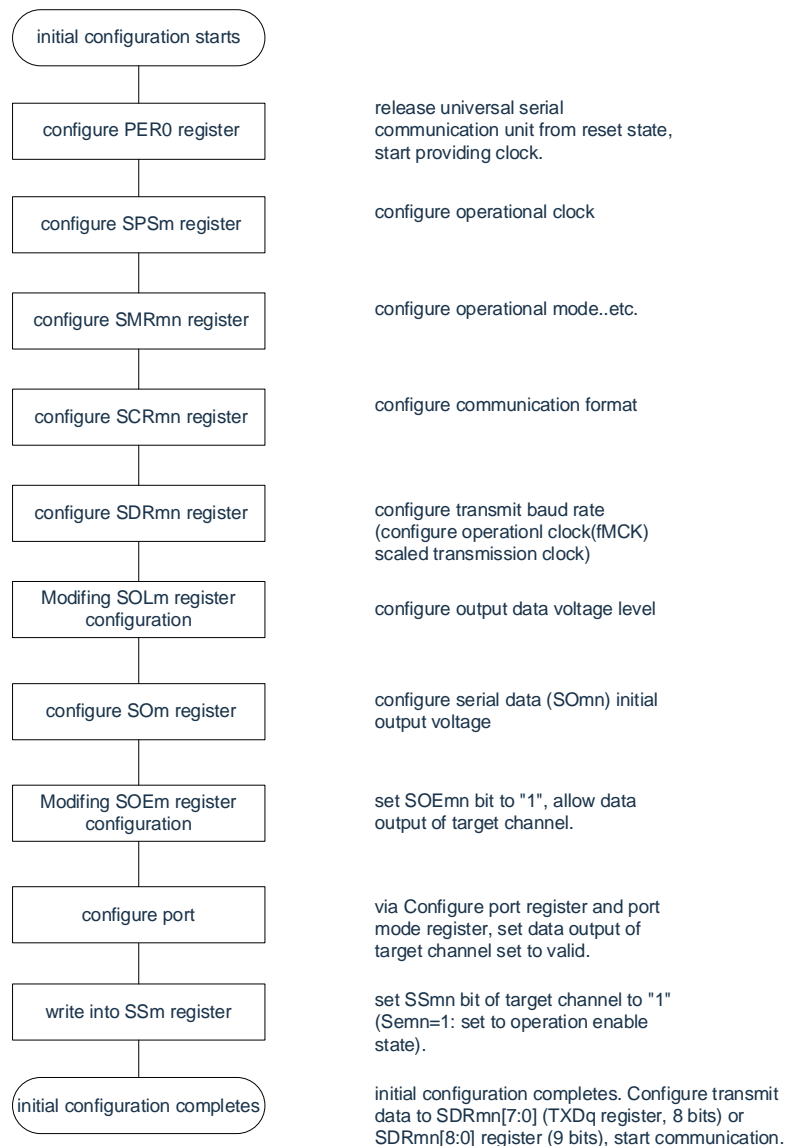 initial configuration starts
configure PER0 register
release universal serial
communication unit from reset state,
start providing clock.
configure SPSm register
configure operational clock
configure SMRmn register
configure operational mode..etc.
configure SCRmn register
configure communication format
configure SDRmn register
configure transmit baud rate
(configure operationl clock(fMCK)
scaled transmission clock)
Modifing SOLm register
configuration
configure output data voltage level
configure SOm register
configure serial data (SOmn) initial
output voltage
Modifing SOEm register
configuration
set SOEmn bit to "1", allow data
output of target channel.
configure port
via Configure port register and port
mode register, set data output of
target channel set to valid.
write into SSm register
set SSmn bit of target channel to "1"
(Semn=1: set to operation enable
state).
initial configuration completes
initial configuration completes. Configure transmit
data to SDRmn[7:0] (TXDq register, 8 bits) or
SDRmn[8:0] register (9 bits), start communication.